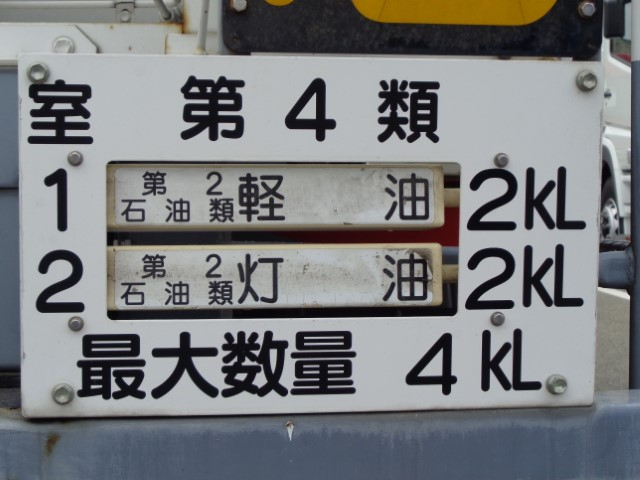 室 第4類
1 第2石油類 軽油 2KL
2 第2石油類 灯油 2KL
最大数量 4KL